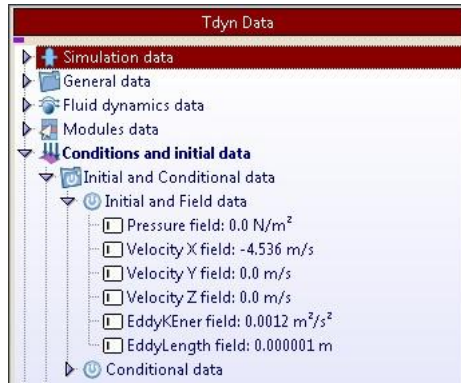 Tdyn Data
Simulation data
General data
Fluid dynamics data
Modules data
Conditions and initial data
Initial and Conditional data
Initial and Field data
Pressure field: 0.0 N/m²
Velocity X field: -4.536 m/s
Velocity Y field: 0.0 m/s
Velocity Z field: 0.0 m/s
EddyKEner field: 0.0012 m²/s²
EddyLength field: 0.000001 m
Conditional data